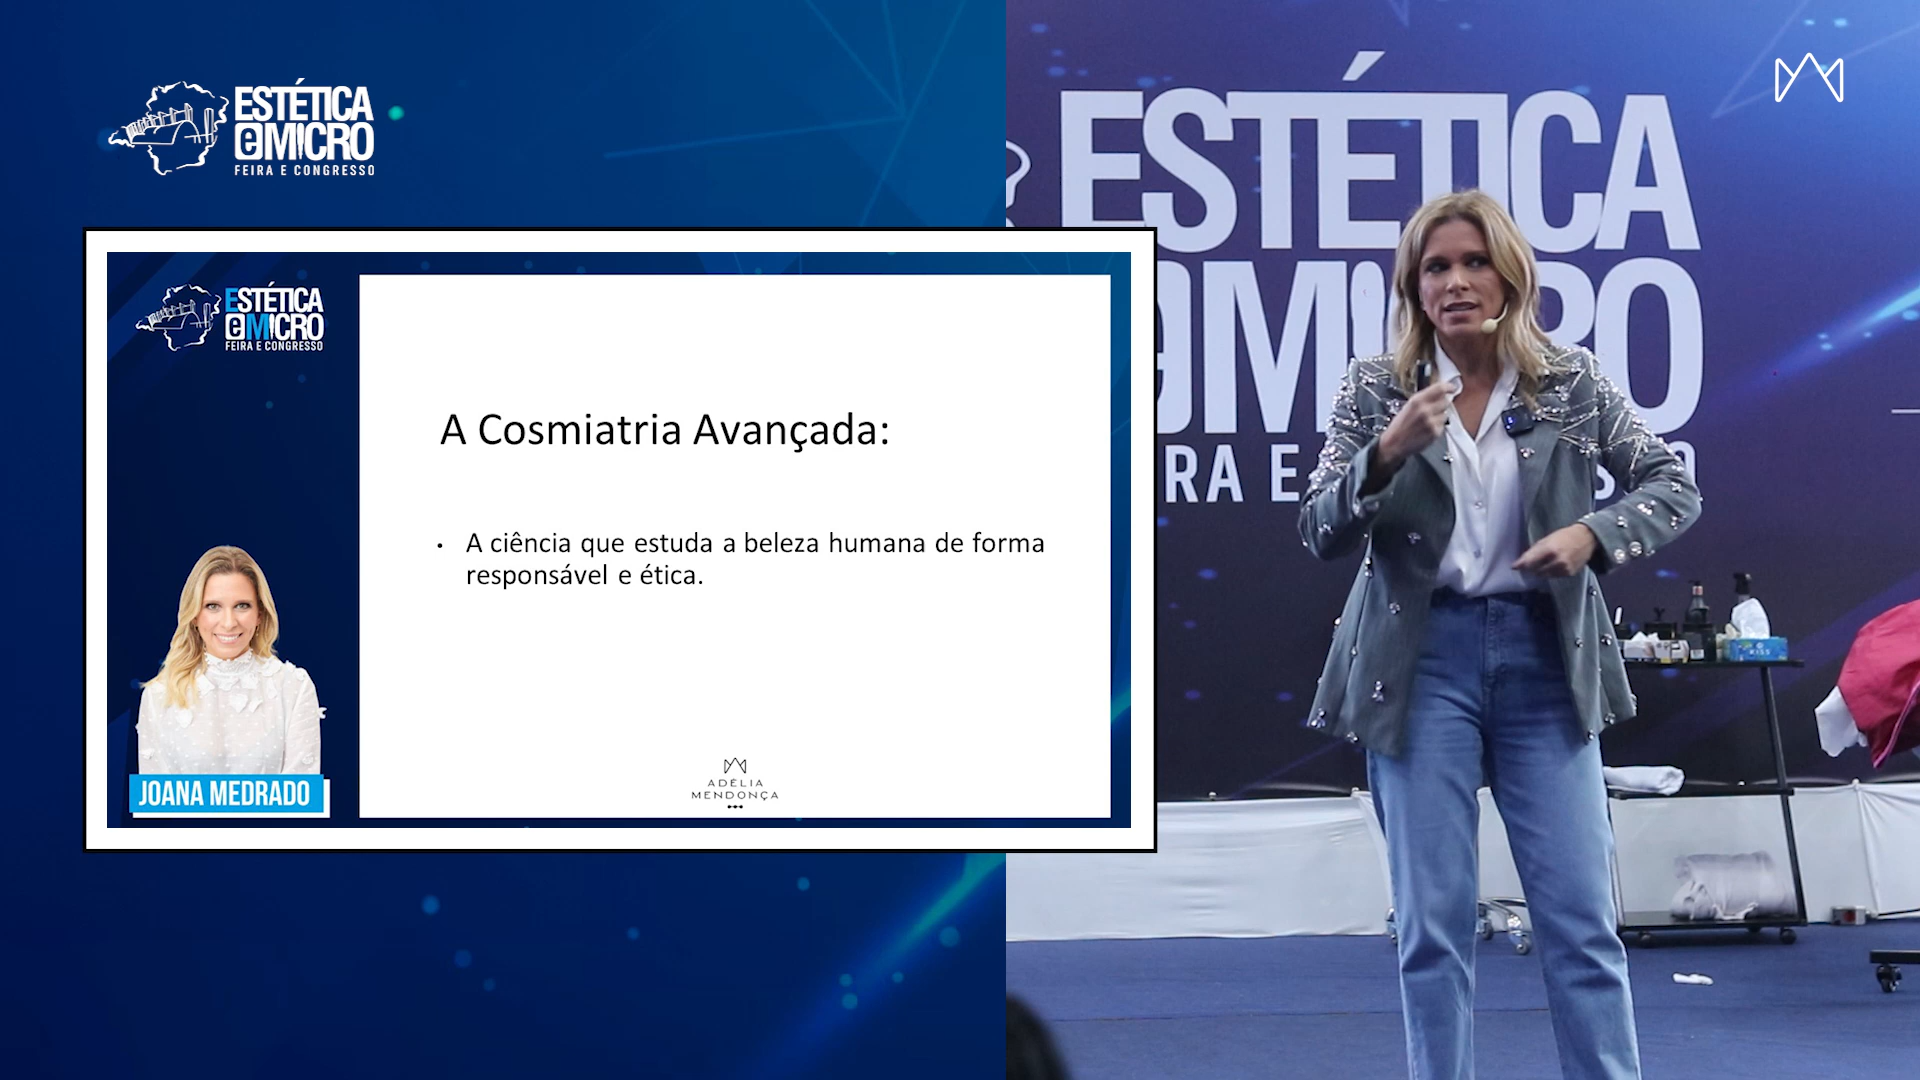 ESTÉTICA
eMICRO
FEIRA E CONGRESSO
ESTÉTICA
eMICRO
FEIRA E CONGRESSO
JOANA MEDRADO
A Cosmiatria Avançada:
• A ciência que estuda a beleza humana de forma
responsável e ética.
ADÉLIA
MENDONÇA
ESTÉTICA
RA E
KISS